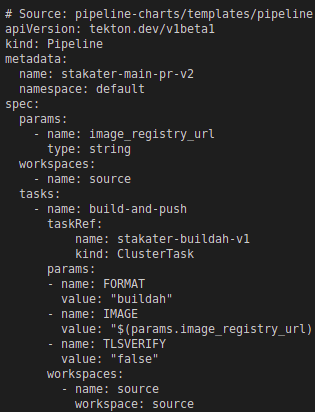 # Source: pipeline-charts/templates/pipeline
apiVersion: tekton.dev/v1beta1
kind: Pipeline
metadata:
  name: stakater-main-pr-v2
  namespace: default
spec:
  params:
    - name: image_registry_url
      type: string
  workspaces:
    - name: source
  tasks:
    - name: build-and-push
      taskRef:
          name: stakater-buildah-v1
          kind: ClusterTask
      params:
      - name: FORMAT
        value: "buildah"
      - name: IMAGE
        value: "$(params.image_registry_url)
      - name: TLSVERIFY
        value: "false"
      workspaces:
        - name: source
          workspace: source